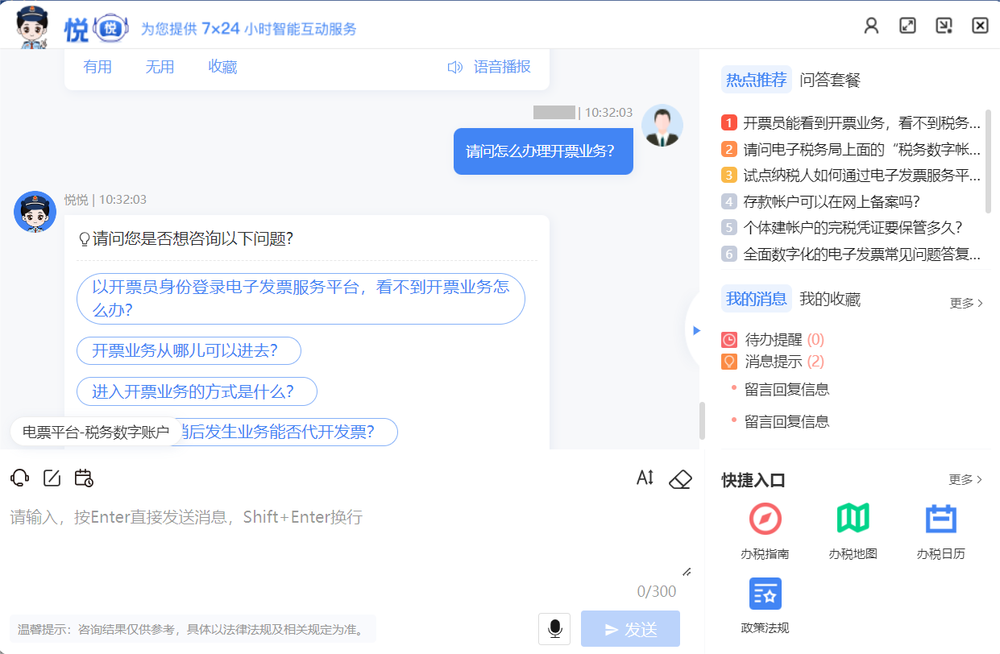 悦 悦 为您提供 7×24 小时智能互动服务
有用 无用 收藏 语音播报
| 10:32:03
请问怎么办理开票业务?
悦悦 | 10:32:03
请问您是否想咨询以下问题?
以开票员身份登录电子发票服务平台，看不到开票业务怎
么办?
开票业务从哪儿可以进去?
进入开票业务的方式是什么?
后发生业务能否代开发票?
电票平台-税务数字账户
A
请输入，按Enter直接发送消息，Shift+Enter换行
0/300
温馨提示：咨询结果仅供参考，具体以法律法规及相关规定为准。
发送
热点推荐 问答套餐
1 开票员能看到开票业务，看不到税务...
2 请问电子税务局上面的“税务数字帐...
3 试点纳税人如何通过电子发票服务平...
4 存款帐户可以在网上备案吗?
5 个体建帐户的完税凭证要保管多久?
6 全面数字化的电子发票常见问题答复...
我的消息 我的收藏 更多 >
待办提醒 (0)
消息提示 (2)
• 留言回复信息
• 留言回复信息
快捷入口 更多 >
办税指南 办税地图 办税日历
政策法规